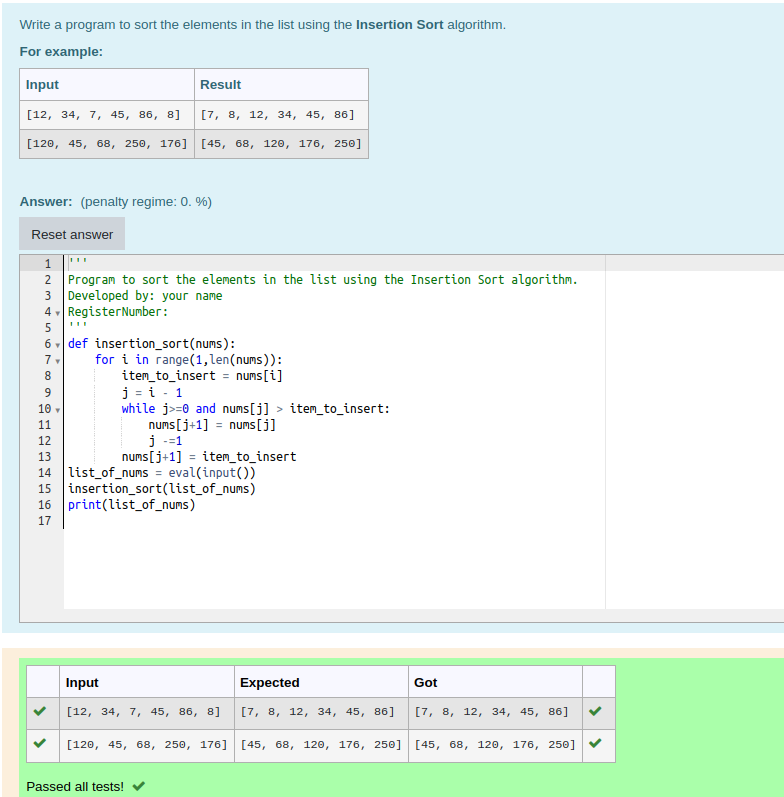 Write a program to sort the elements in the list using the Insertion Sort algorithm.
For example:
Input Result
[12, 34, 7, 45, 86, 8] [7, 8, 12, 34, 45, 86]
[120, 45, 68, 250, 176] [45, 68, 120, 176, 250]
Answer: (penalty regime: 0. %)
Reset answer
1 '''
2 Program to sort the elements in the list using the Insertion Sort algorithm.
3 Developed by: your name
4 RegisterNumber:
5 '''
6 def insertion_sort(nums):
7     for i in range(1,len(nums)):
8         item_to_insert = nums[i]
9         j = i - 1
10         while j>=0 and nums[j] > item_to_insert:
11             nums[j+1] = nums[j]
12             j -=1
13         nums[j+1] = item_to_insert
14 list_of_nums = eval(input())
15 insertion_sort(list_of_nums)
16 print(list_of_nums)
17
Input Expected Got
[12, 34, 7, 45, 86, 8] [7, 8, 12, 34, 45, 86] [7, 8, 12, 34, 45, 86]
[120, 45, 68, 250, 176] [45, 68, 120, 176, 250] [45, 68, 120, 176, 250]
Passed all tests!